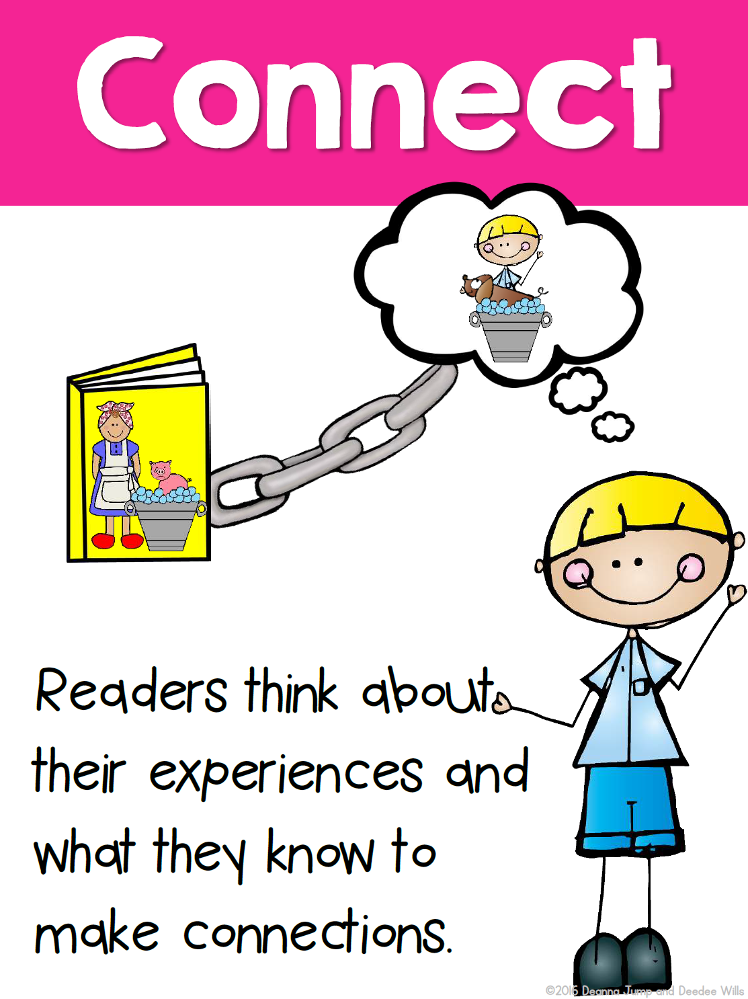 Connect
Readers think about
their experiences and
what they know to
make connections.
©2016 Deanna Jump and Deedee Wills